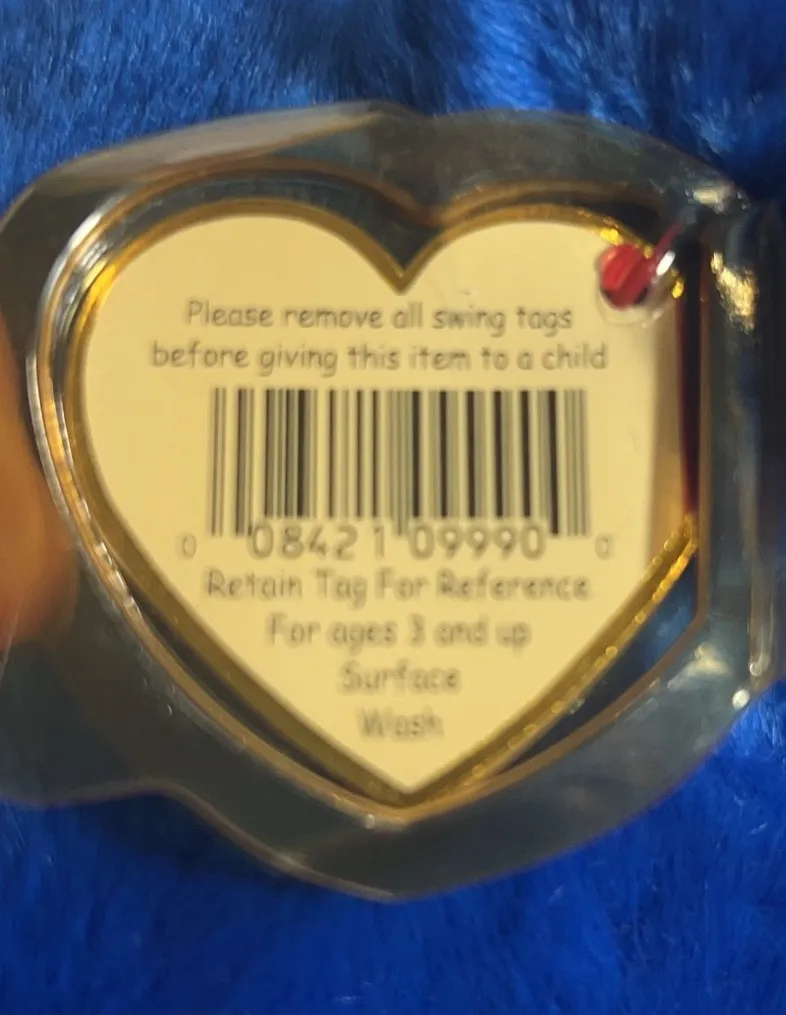 Please remove all swing tags
before giving this item to a child
0 08421 09990 0
Retain Tag For Reference
For ages 3 and up
Surface
Wash